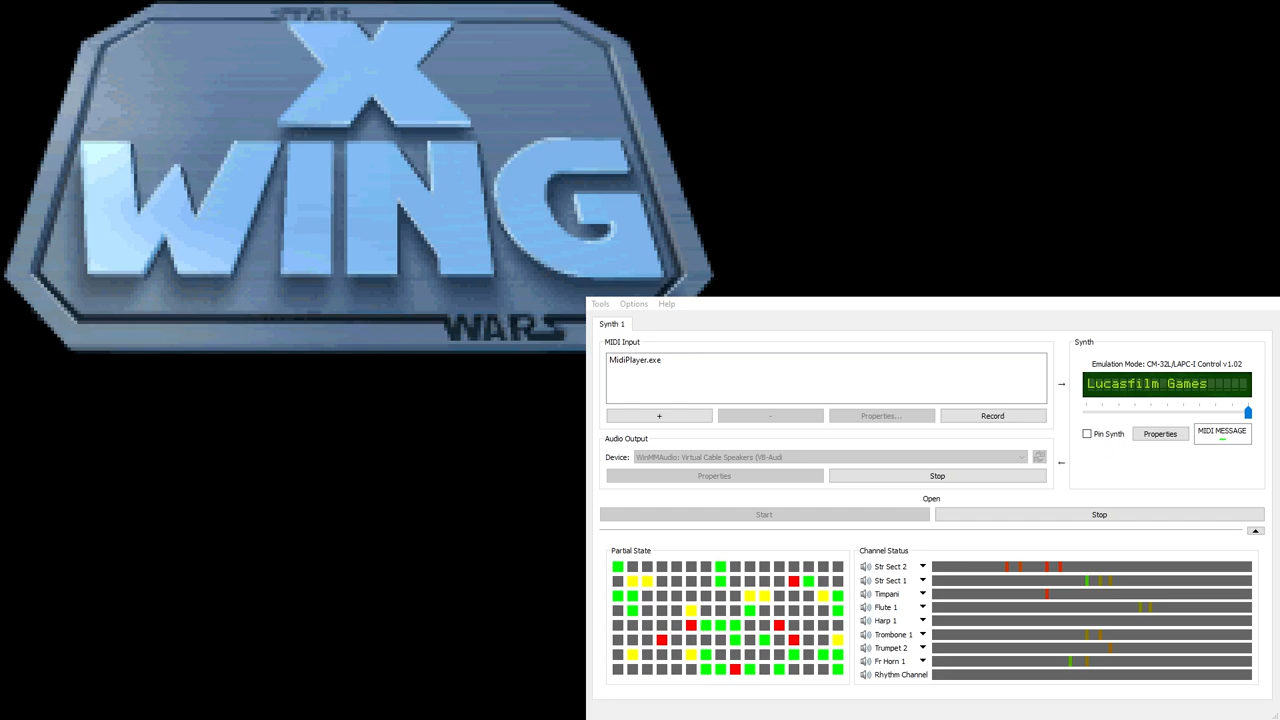 STAR
X
WING
WARS
Tools Options Help
Synth 1
MIDI Input
MidiPlayer.exe
+ - Properties... Record
Audio Output
Device: WinMMAudio: Virtual Cable Speakers (VB-Audi
Properties Stop
Synth
Emulation Mode: CM-32L/LAPC-I Control v1.02
Lucasfilm Games
Pin Synth Properties MIDI MESSAGE
Open
Start Stop
Partial State
Channel Status
Str Sect 2
Str Sect 1
Timpani
Flute 1
Harp 1
Trombone 1
Trumpet 2
Fr Horn 1
Rhythm Channel